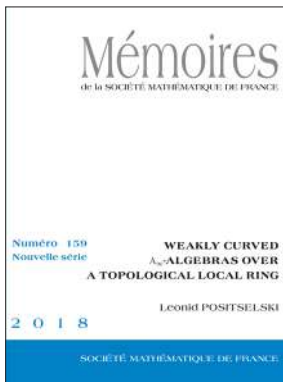 Mémoires
de la SOCIÉTÉ MATHÉMATIQUE DE FRANCE
Numéro 159
Nouvelle série
WEAKLY CURVED
A∞-ALGEBRAS OVER
A TOPOLOGICAL LOCAL RING
Leonid POSITSELSKI
2 0 1 8
SOCIÉTÉ MATHÉMATIQUE DE FRANCE